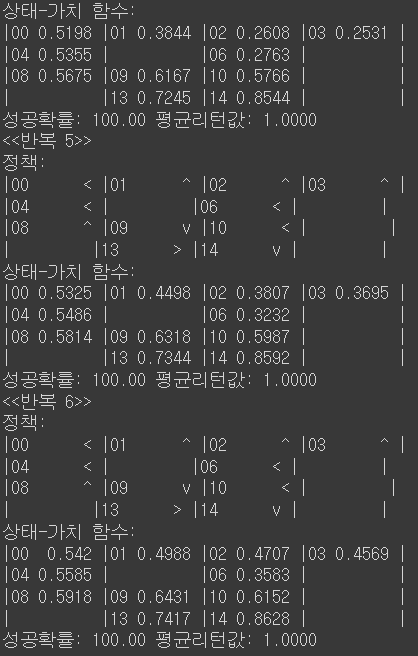 상태-가치 함수:
|00 0.5198 |01 0.3844 |02 0.2608 |03 0.2531 |
|04 0.5355 |          |06 0.2763 |          |
|08 0.5675 |09 0.6167 |10 0.5766 |          |
|          |13 0.7245 |14 0.8544 |          |
성공확률: 100.00 평균리턴값: 1.0000
<<반복 5>>
정책:
|00      < |01      ^ |02      ^ |03      ^ |
|04      < |          |06      < |          |
|08      ^ |09      v |10      < |          |
|          |13      > |14      v |          |
상태-가치 함수:
|00 0.5325 |01 0.4498 |02 0.3807 |03 0.3695 |
|04 0.5486 |          |06 0.3232 |          |
|08 0.5814 |09 0.6318 |10 0.5987 |          |
|          |13 0.7344 |14 0.8592 |          |
성공확률: 100.00 평균리턴값: 1.0000
<<반복 6>>
정책:
|00      < |01      ^ |02      ^ |03      ^ |
|04      < |          |06      < |          |
|08      ^ |09      v |10      < |          |
|          |13      > |14      v |          |
상태-가치 함수:
|00  0.542 |01 0.4988 |02 0.4707 |03 0.4569 |
|04 0.5585 |          |06 0.3583 |          |
|08 0.5918 |09 0.6431 |10 0.6152 |          |
|          |13 0.7417 |14 0.8628 |          |
성공확률: 100.00 평균리턴값: 1.0000